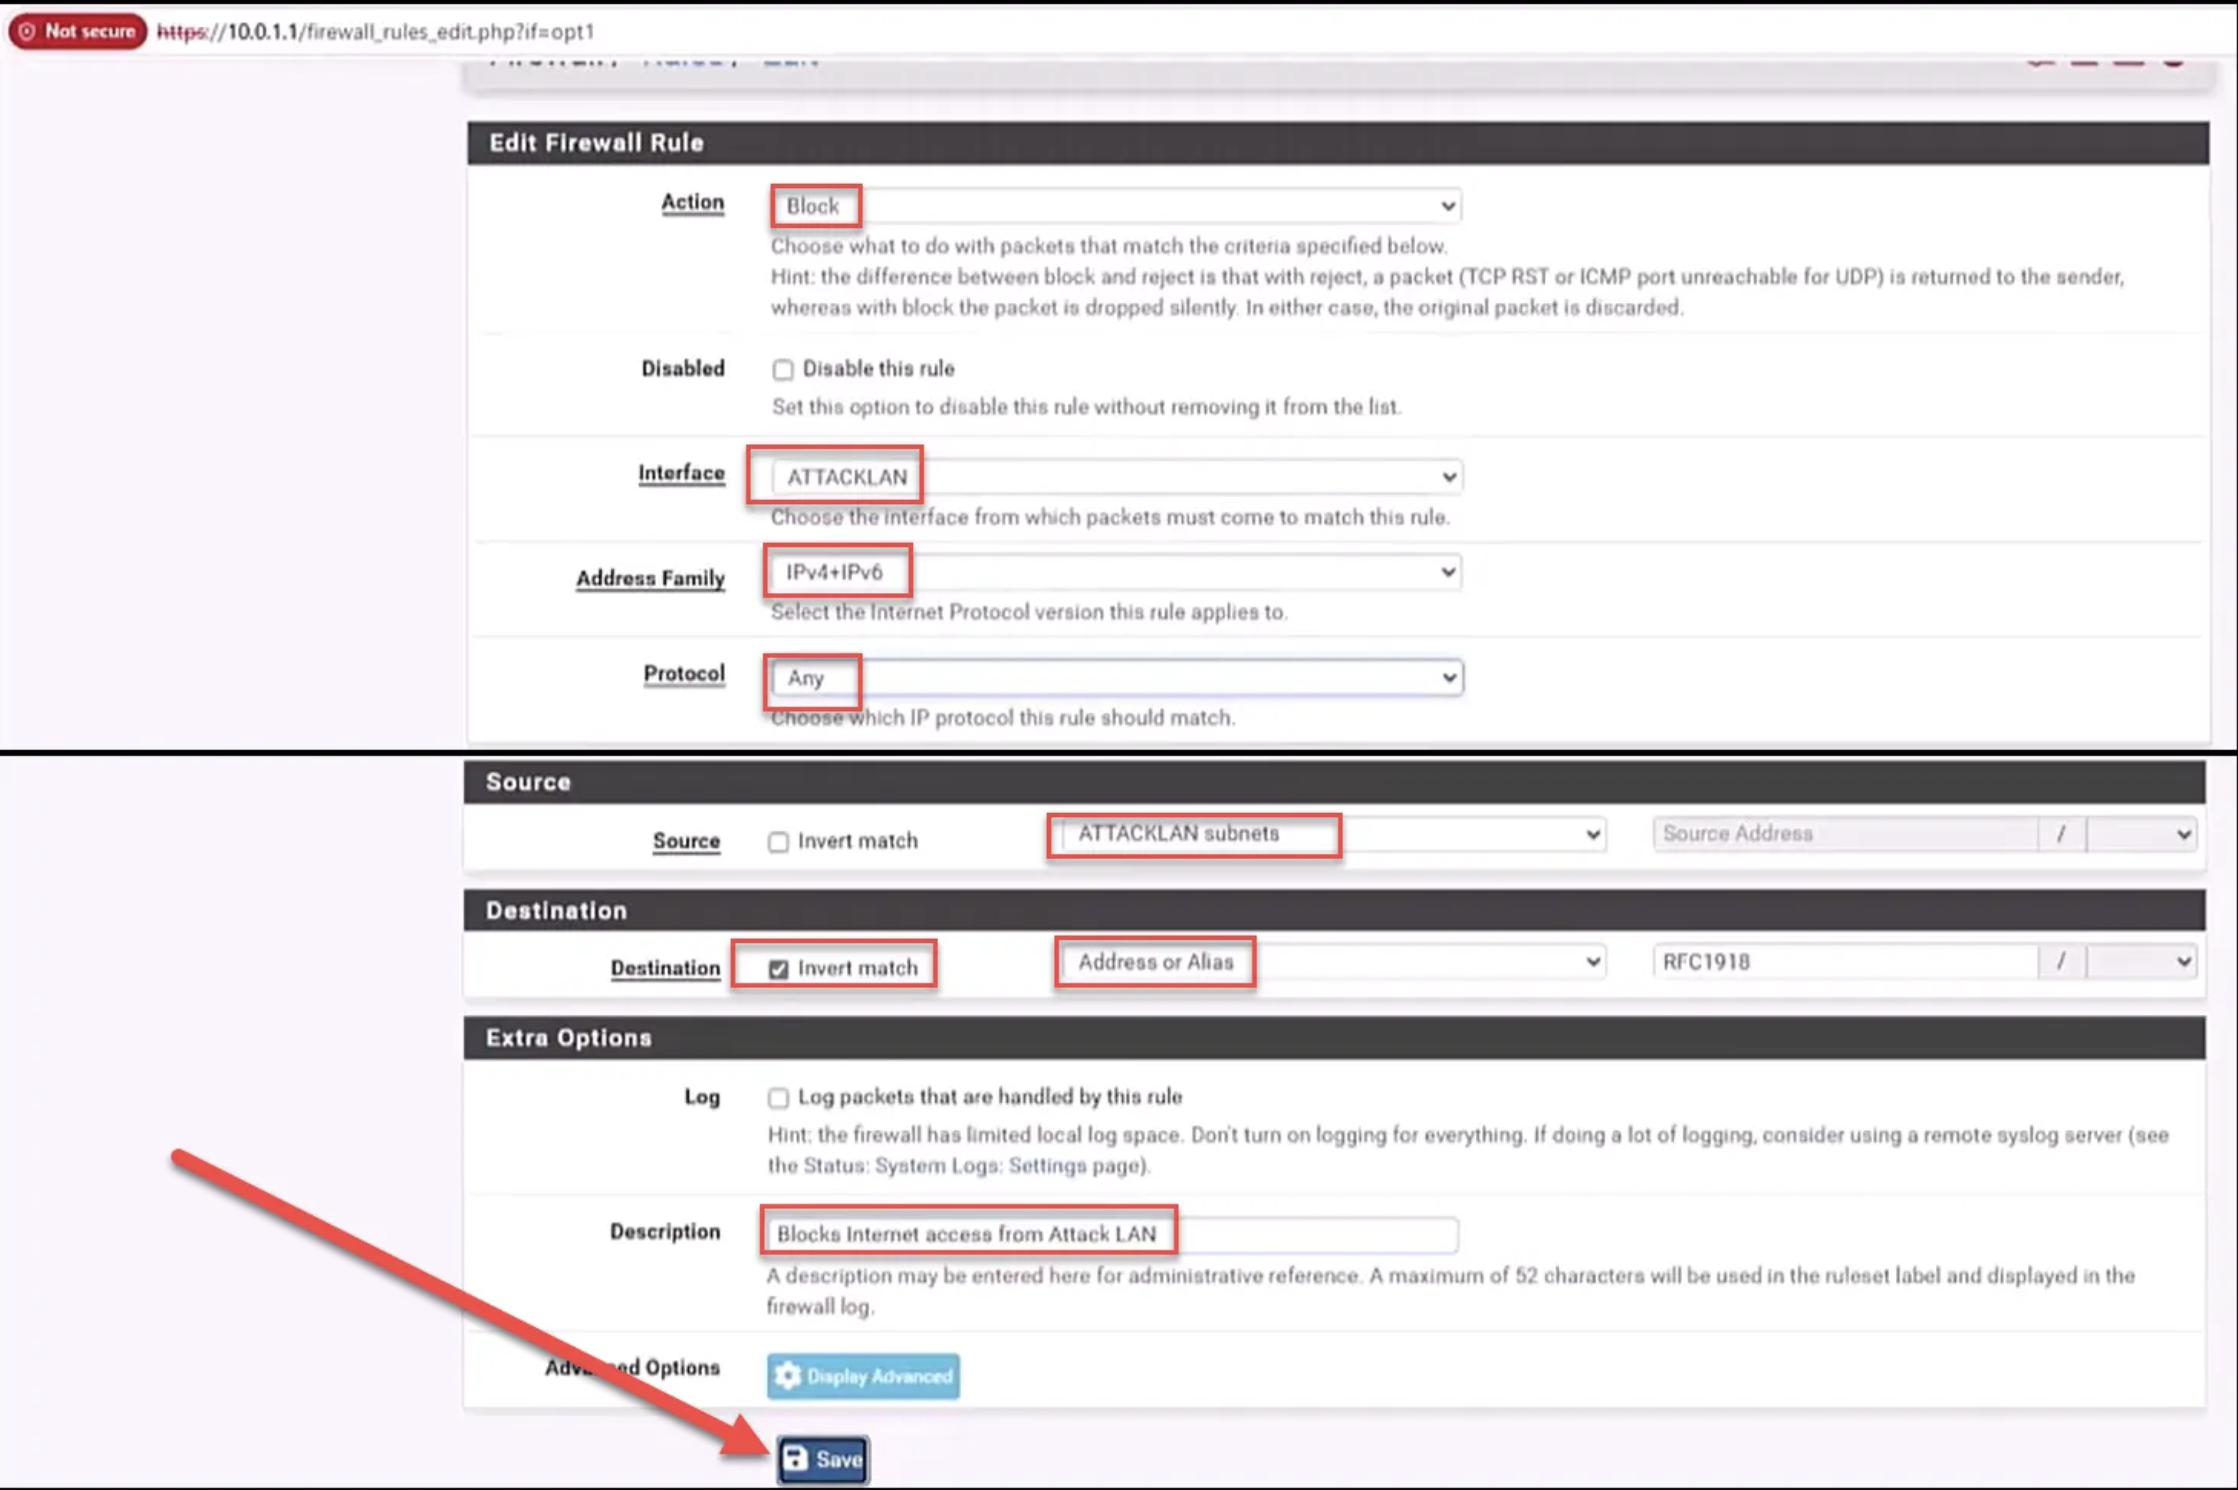 Not secure https://10.0.1.1/firewall_rules_edit.php?if=opt1
Edit Firewall Rule
Action Block
Choose what to do with packets that match the criteria specified below.
Hint: the difference between block and reject is that with reject, a packet (TCP RST or ICMP port unreachable for UDP) is returned to the sender,
whereas with block the packet is dropped silently. In either case, the original packet is discarded.
Disabled Disable this rule
Set this option to disable this rule without removing it from the list.
Interface ATTACKLAN
Choose the interface from which packets must come to match this rule.
Address Family IPv4+IPv6
Select the Internet Protocol version this rule applies to.
Protocol Any
Choose which IP protocol this rule should match.
Source
Source Invert match ATTACKLAN subnets Source Address /
Destination
Destination Invert match Address or Alias RFC1918 /
Extra Options
Log Log packets that are handled by this rule
Hint: the firewall has limited local log space. Don't turn on logging for everything. If doing a lot of logging, consider using a remote syslog server (see
the Status: System Logs: Settings page).
Description Blocks Internet access from Attack LAN
A description may be entered here for administrative reference. A maximum of 52 characters will be used in the ruleset label and displayed in the
firewall log.
Options Display Advanced
Save